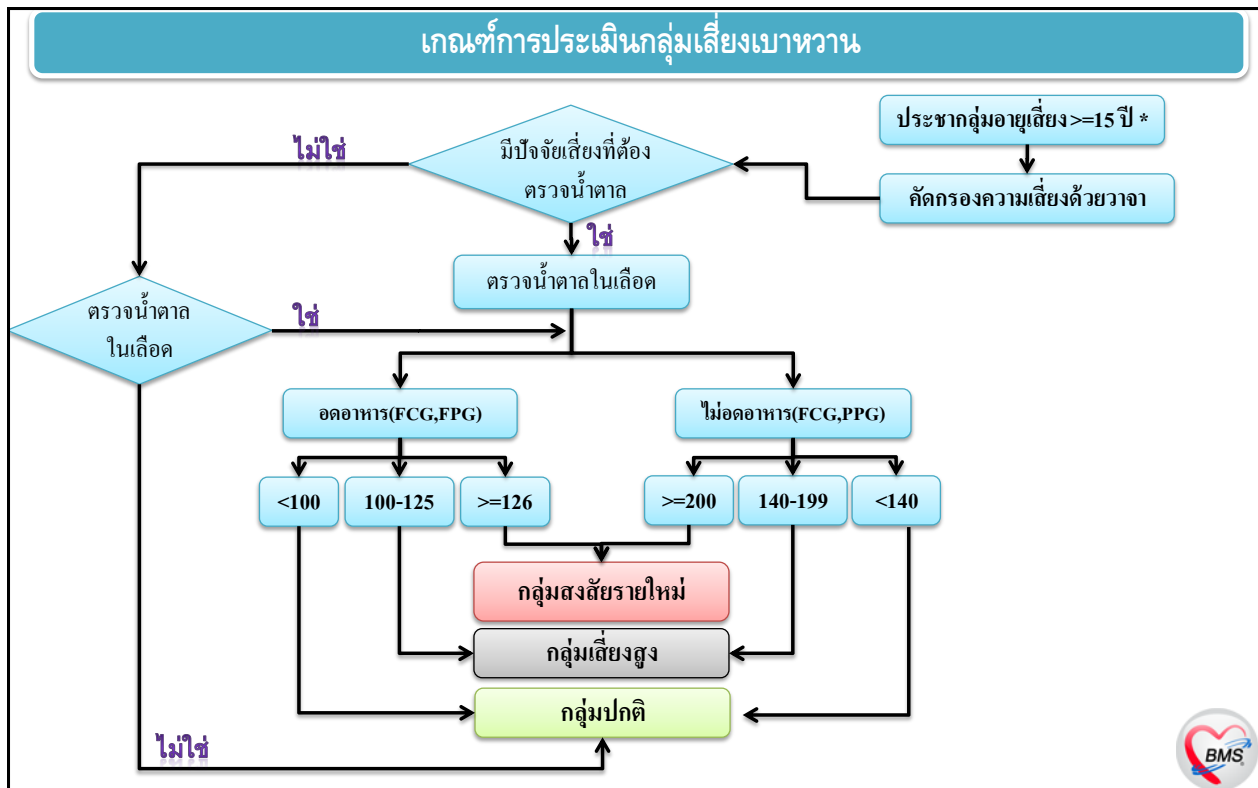 เกณฑ์การประเมินกลุ่มเสี่ยงเบาหวาน
ประชากลุ่มอายุเสี่ยง >=15 ปี *
คัดกรองความเสี่ยงด้วยวาจา
มีปัจจัยเสี่ยงที่ต้อง
ตรวจน้ำตาล
ไม่ใช่
ใช่
ตรวจน้ำตาลในเลือด
ตรวจน้ำตาล
ในเลือด
ใช่
อดอาหาร(FCG,FPG)
ไม่อดอาหาร(FCG,PPG)
<100
100-125
>=126
>=200
140-199
<140
กลุ่มสงสัยรายใหม่
กลุ่มเสี่ยงสูง
กลุ่มปกติ
ไม่ใช่
BMS